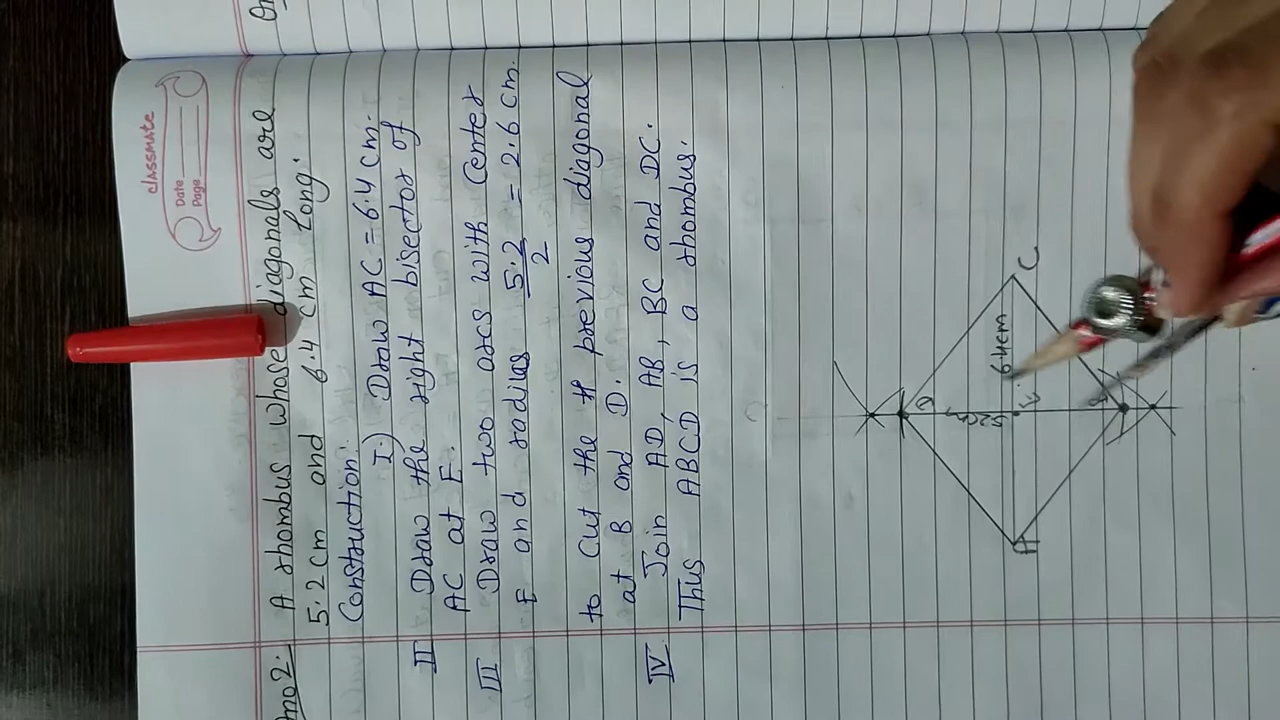 classmate
Date
Page
no2. A rhombus whose diagonals are
5.2 cm and 6.4 cm long.
Construction:
I.) Draw AC = 6.4 cm.
II Draw the right bisector of
AC at E.
III Draw two arcs with center
E and radius 5.2/2 = 2.6 cm.
to cut the previous diagonal
at B and D.
IV Join AD, AB, BC and DC.
Thus ABCD is a rhombus.
D
A
6.4cm
C
B